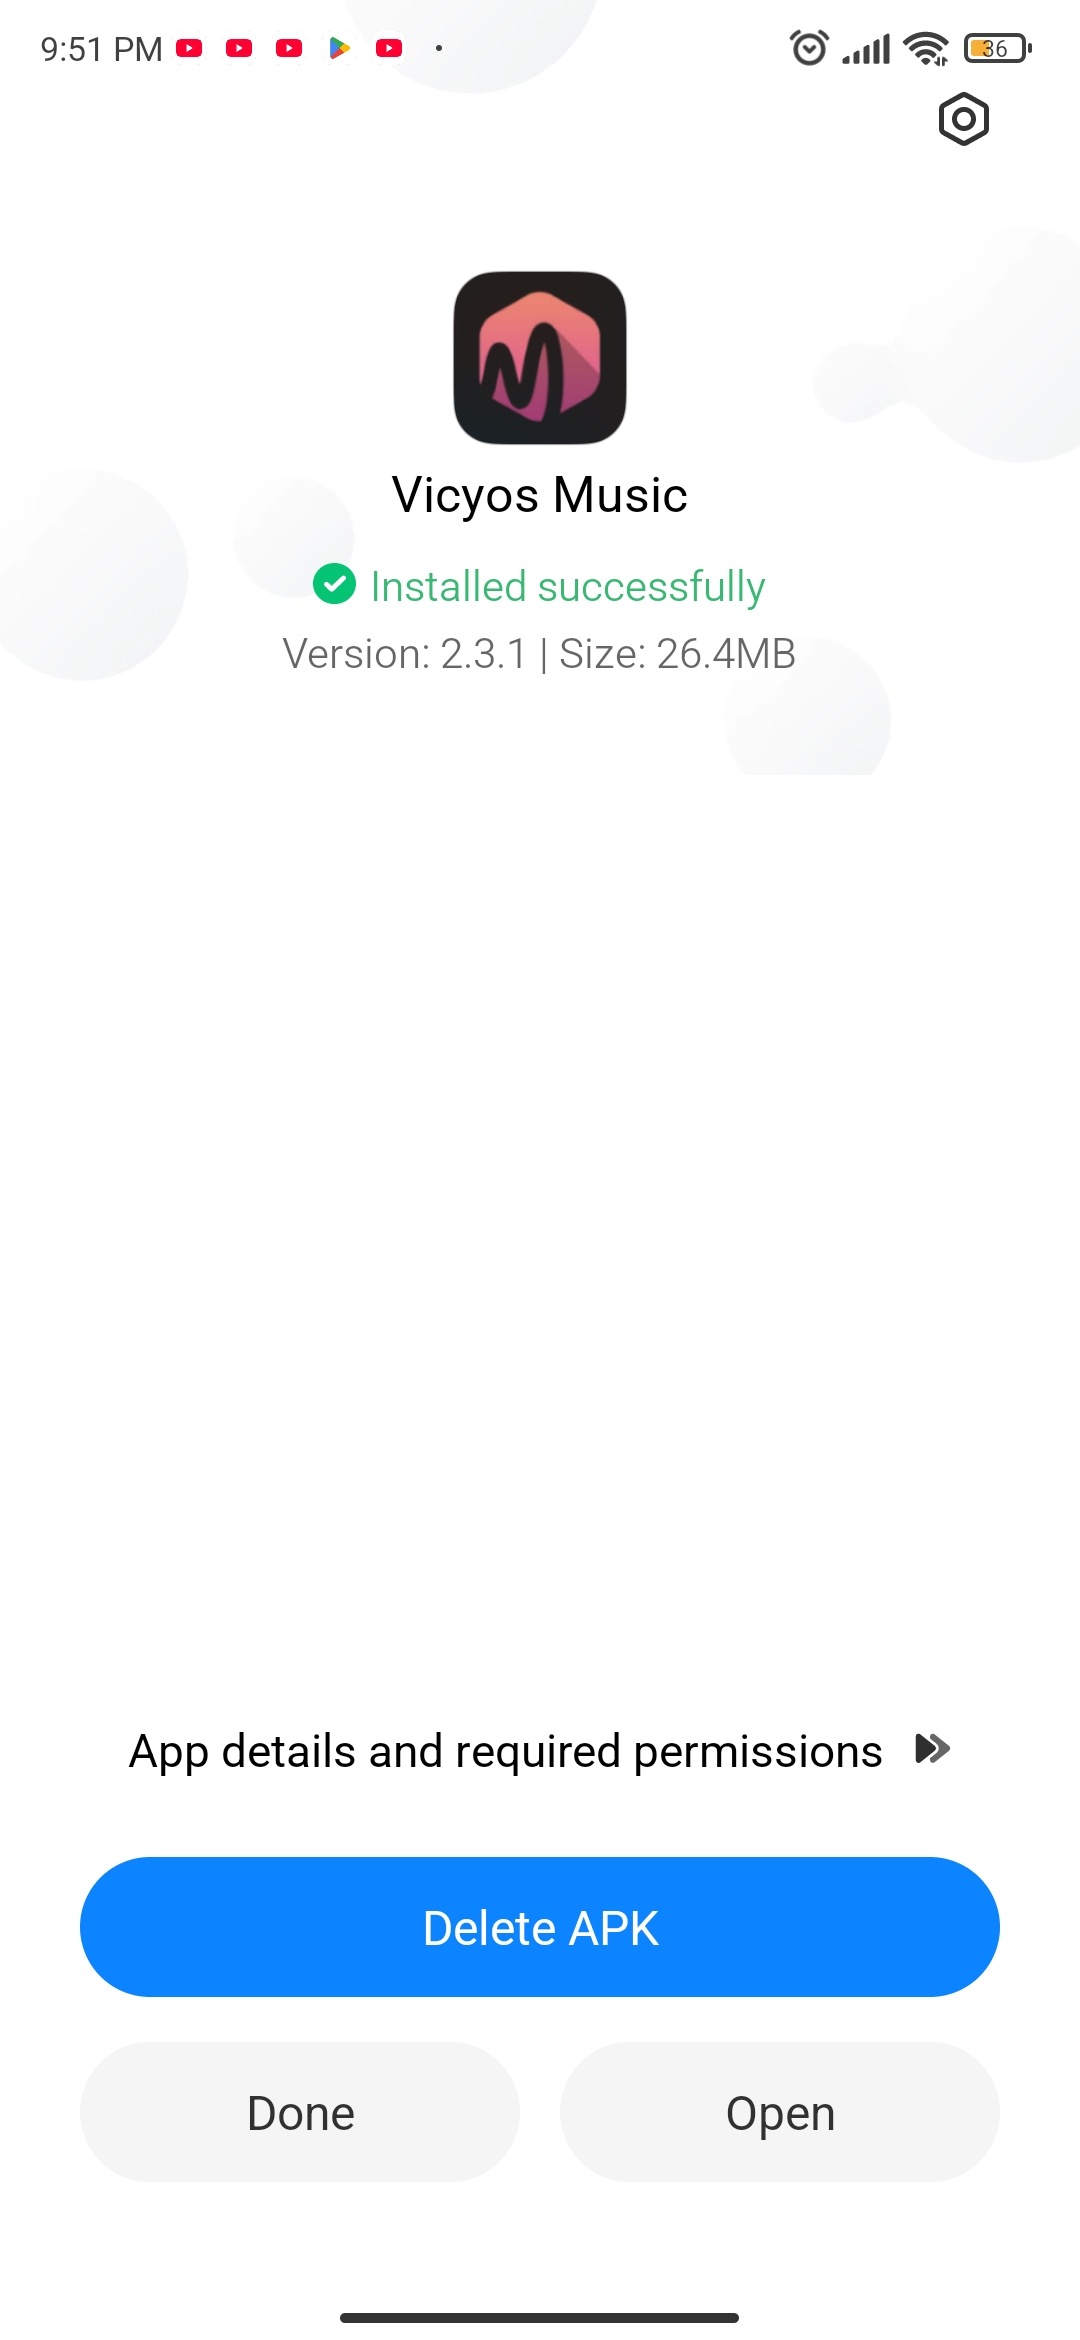 9:51 PM
36
Vicyos Music
Installed successfully
Version: 2.3.1 | Size: 26.4MB
App details and required permissions
Delete APK
Done
Open